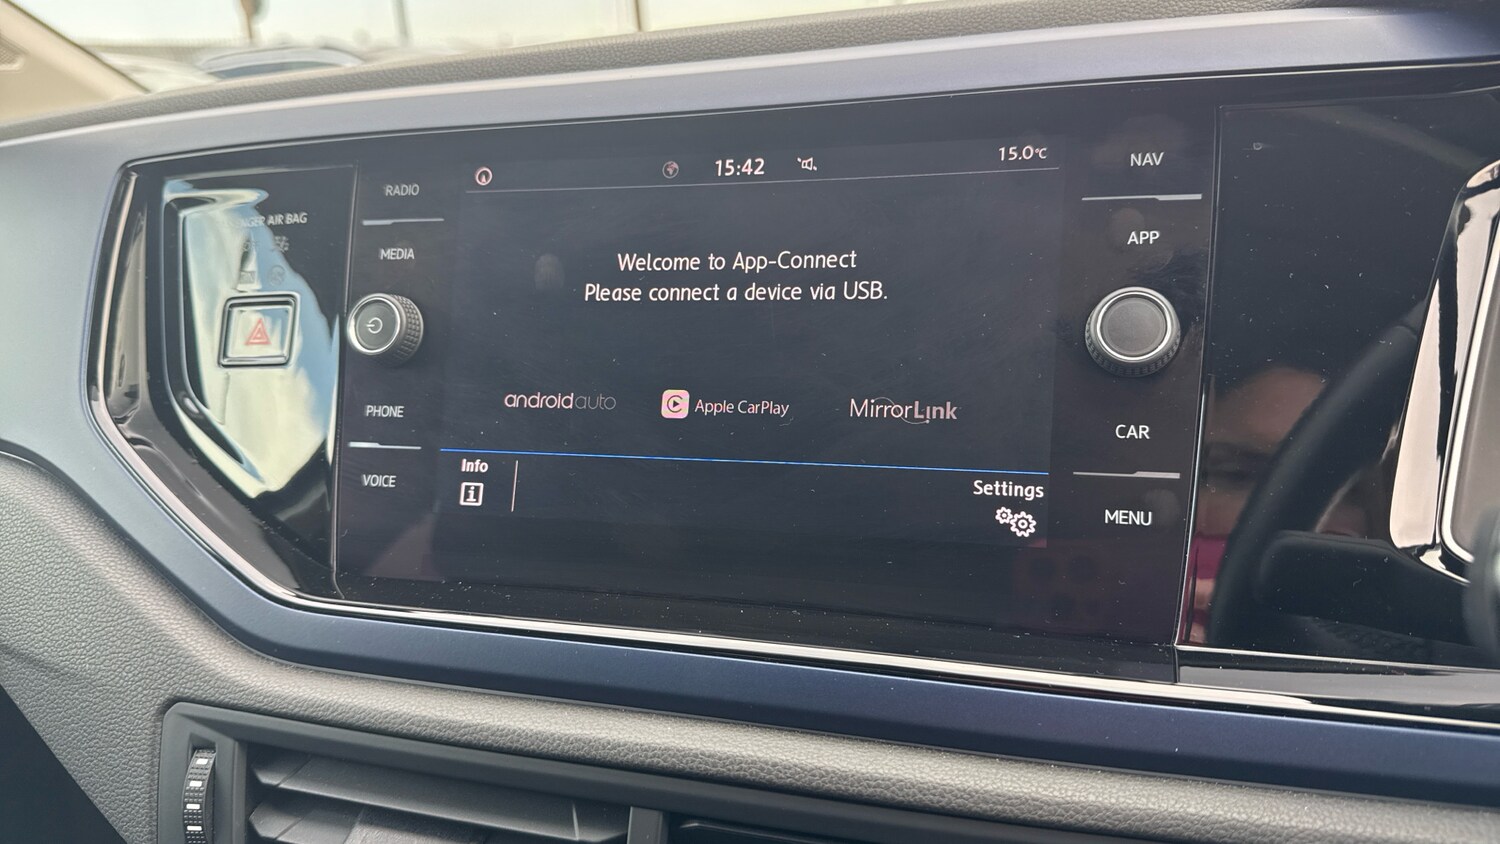 AIR BAG
RADIO
MEDIA
PHONE
VOICE
15:42
15.0°C
Welcome to App-Connect
Please connect a device via USB.
androidauto
Apple CarPlay
MirrorLink
Info
i
Settings
NAV
APP
CAR
MENU